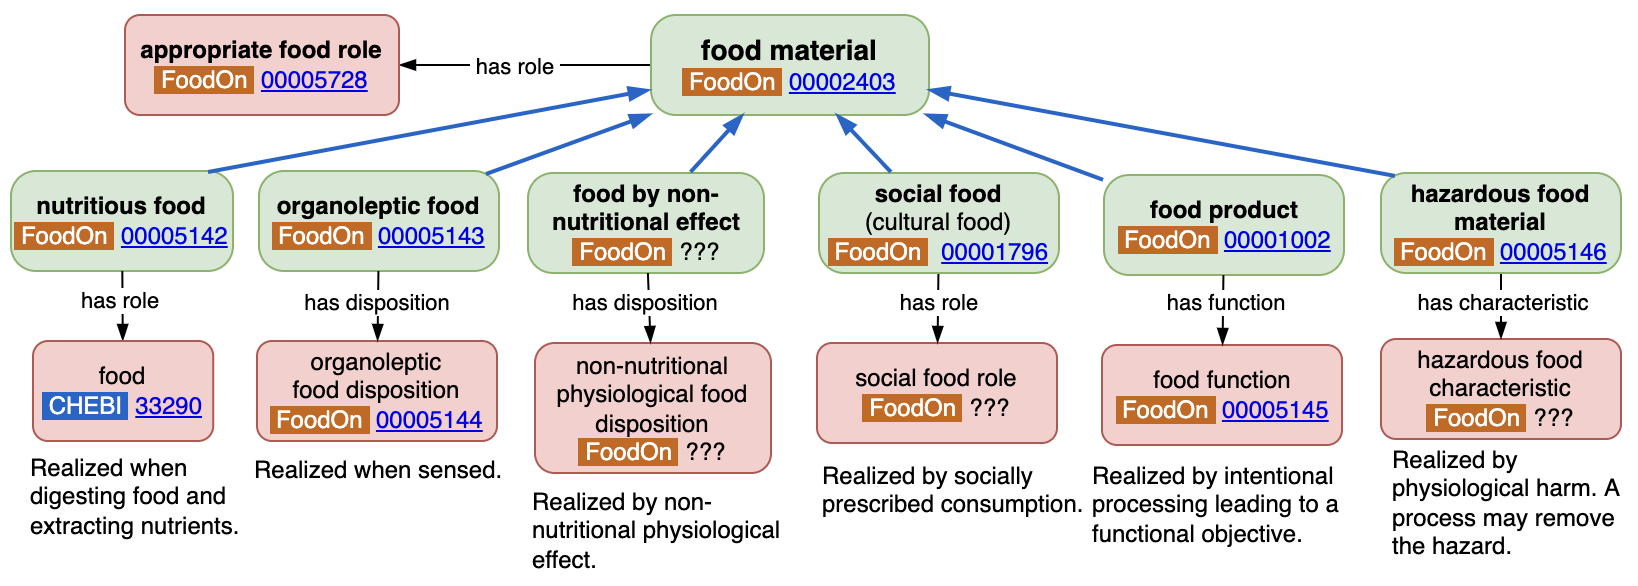 appropriate food role
FoodOn 00005728
has role
food material
FoodOn 00002403
nutritious food
FoodOn 00005142
organoleptic food
FoodOn 00005143
food by non-
nutritional effect
FoodOn ???
social food
(cultural food)
FoodOn 00001796
food product
FoodOn 00001002
hazardous food
material
FoodOn 00005146
has role
has disposition
has disposition
has role
has function
has characteristic
food
CHEBI 33290
organoleptic
food disposition
FoodOn 00005144
non-nutritional
physiological food
disposition
FoodOn ???
social food role
FoodOn ???
food function
FoodOn 00005145
hazardous food
characteristic
FoodOn ???
Realized when
digesting food and
extracting nutrients.
Realized when sensed.
Realized by non-
nutritional physiological
effect.
Realized by socially
prescribed consumption.
Realized by intentional
processing leading to a
functional objective.
Realized by
physiological harm. A
process may remove
the hazard.